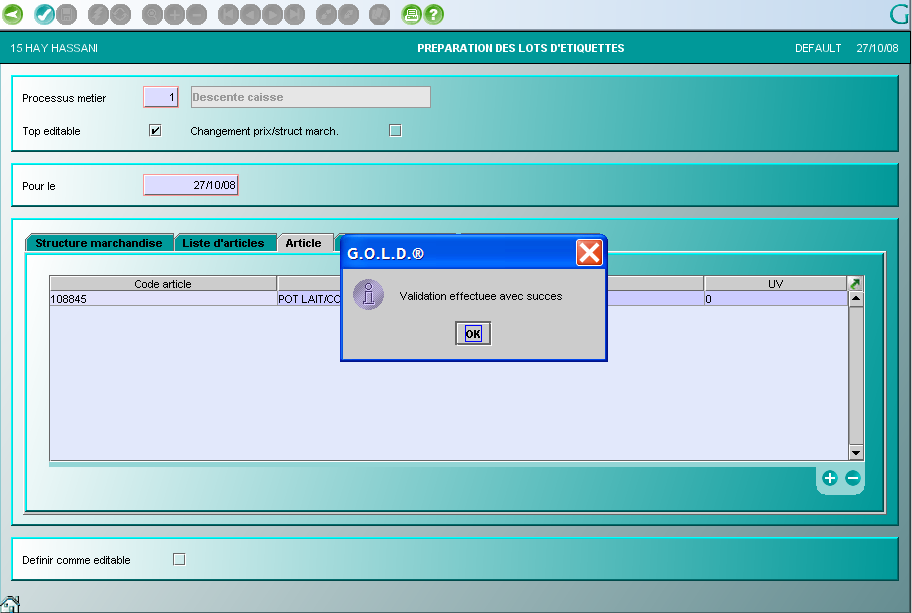 15 HAY HASSANI PREPARATION DES LOTS D'ETIQUETTES DEFAULT 27/10/08
Processus metier 1 Descente caisse
Top editable Changement prix/struct march.
Pour le 27/10/08
Structure marchandise Liste d'articles Article
G.O.L.D.®
Validation effectuee avec succes
OK
Code article UV
108845 POT LAIT/CO 0
Definir comme editable